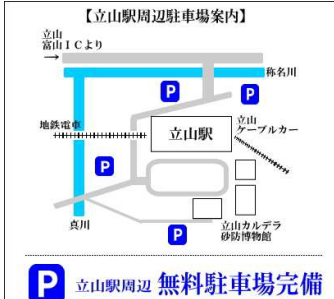 【立山駅周辺駐車場案内】
立山
富山ICより
→
称名川
P
P
地鉄電車
立山駅
立山
ケーブルカー
P
真川
P
立山カルデラ
砂防博物館
P 立山駅周辺 無料駐車場完備